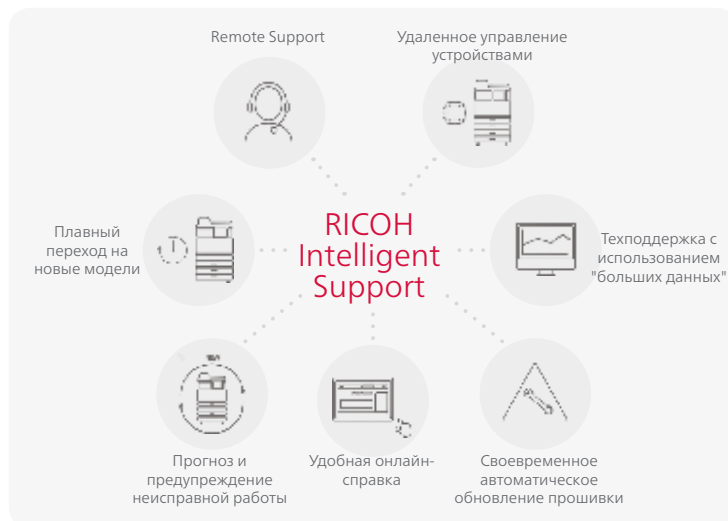 Remote Support
Удаленное управление
устройствами
Плавный
переход на
новые модели
RICOH
Intelligent
Support
Техподдержка с
использованием
"больших данных"
Прогноз и
предупреждение
неисправной работы
Удобная онлайн-
справка
Своевременное
автоматическое
обновление прошивки